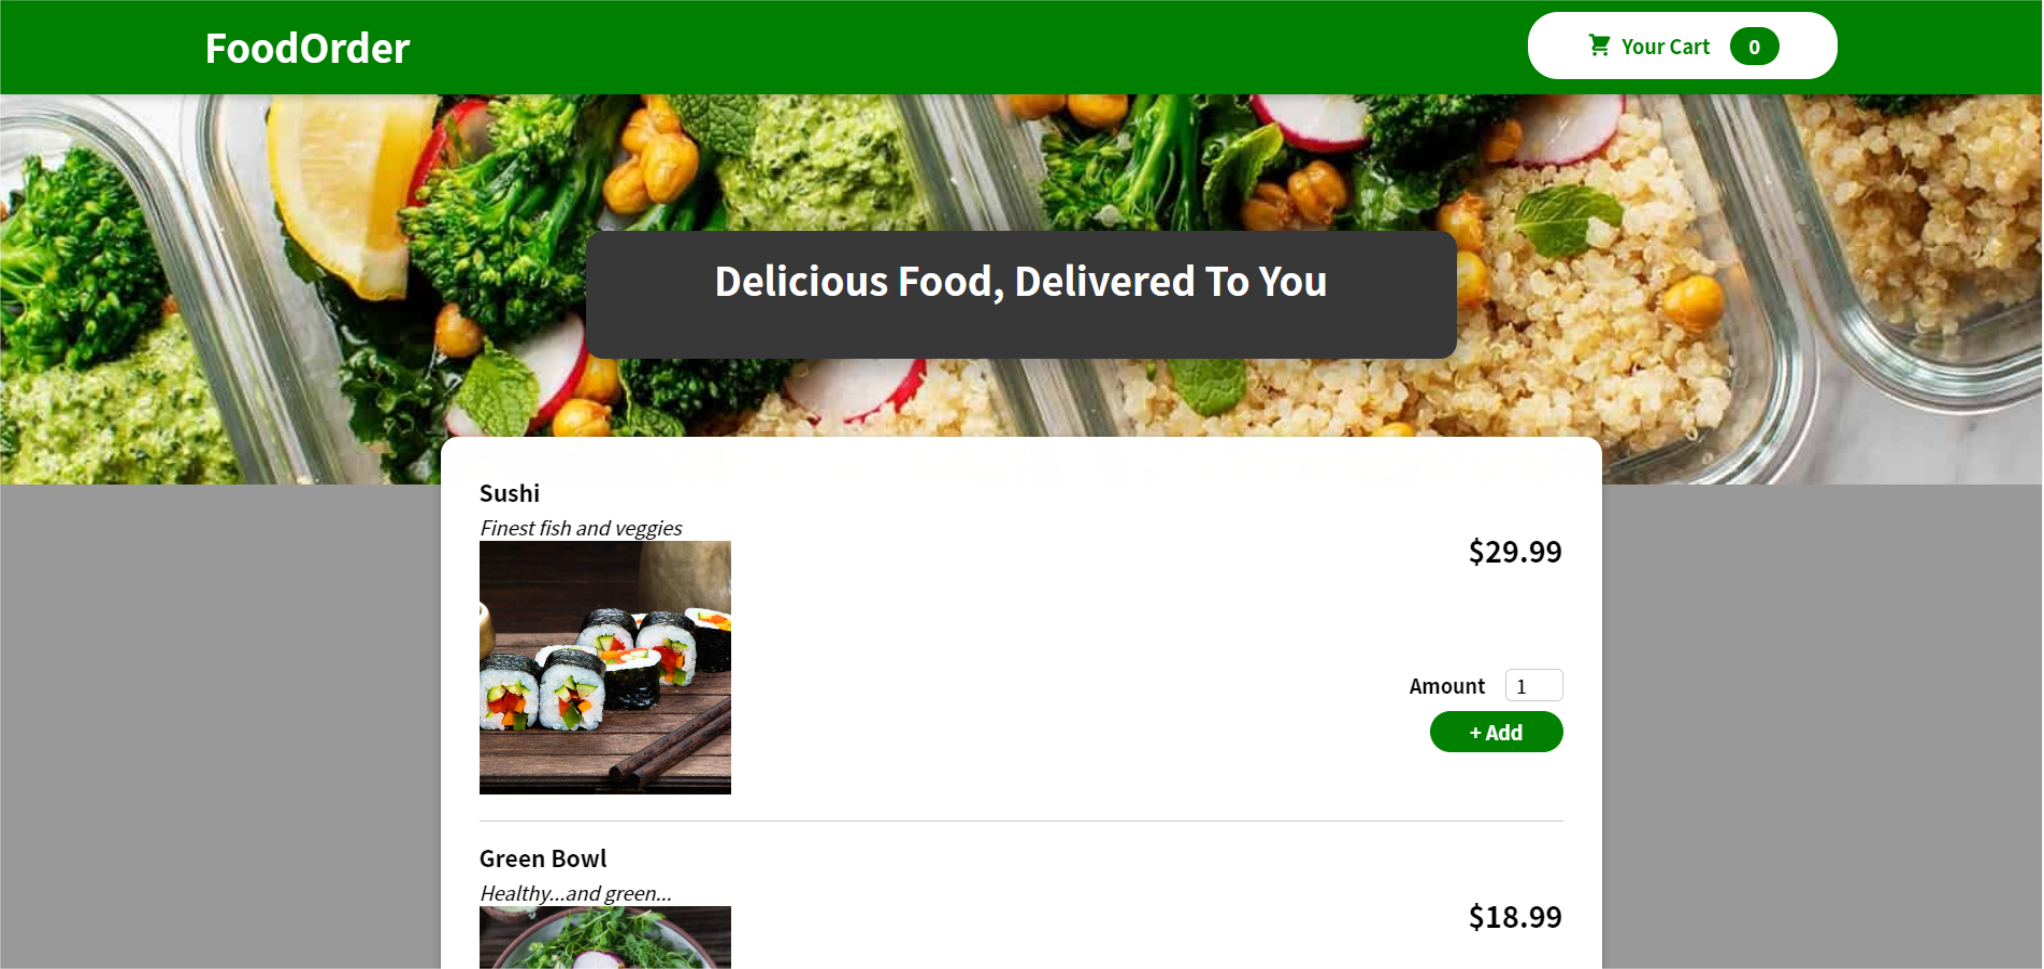 FoodOrder
Your Cart 0
Delicious Food, Delivered To You
Sushi
Finest fish and veggies
$29.99
Amount 1
+ Add
Green Bowl
Healthy...and green...
$18.99